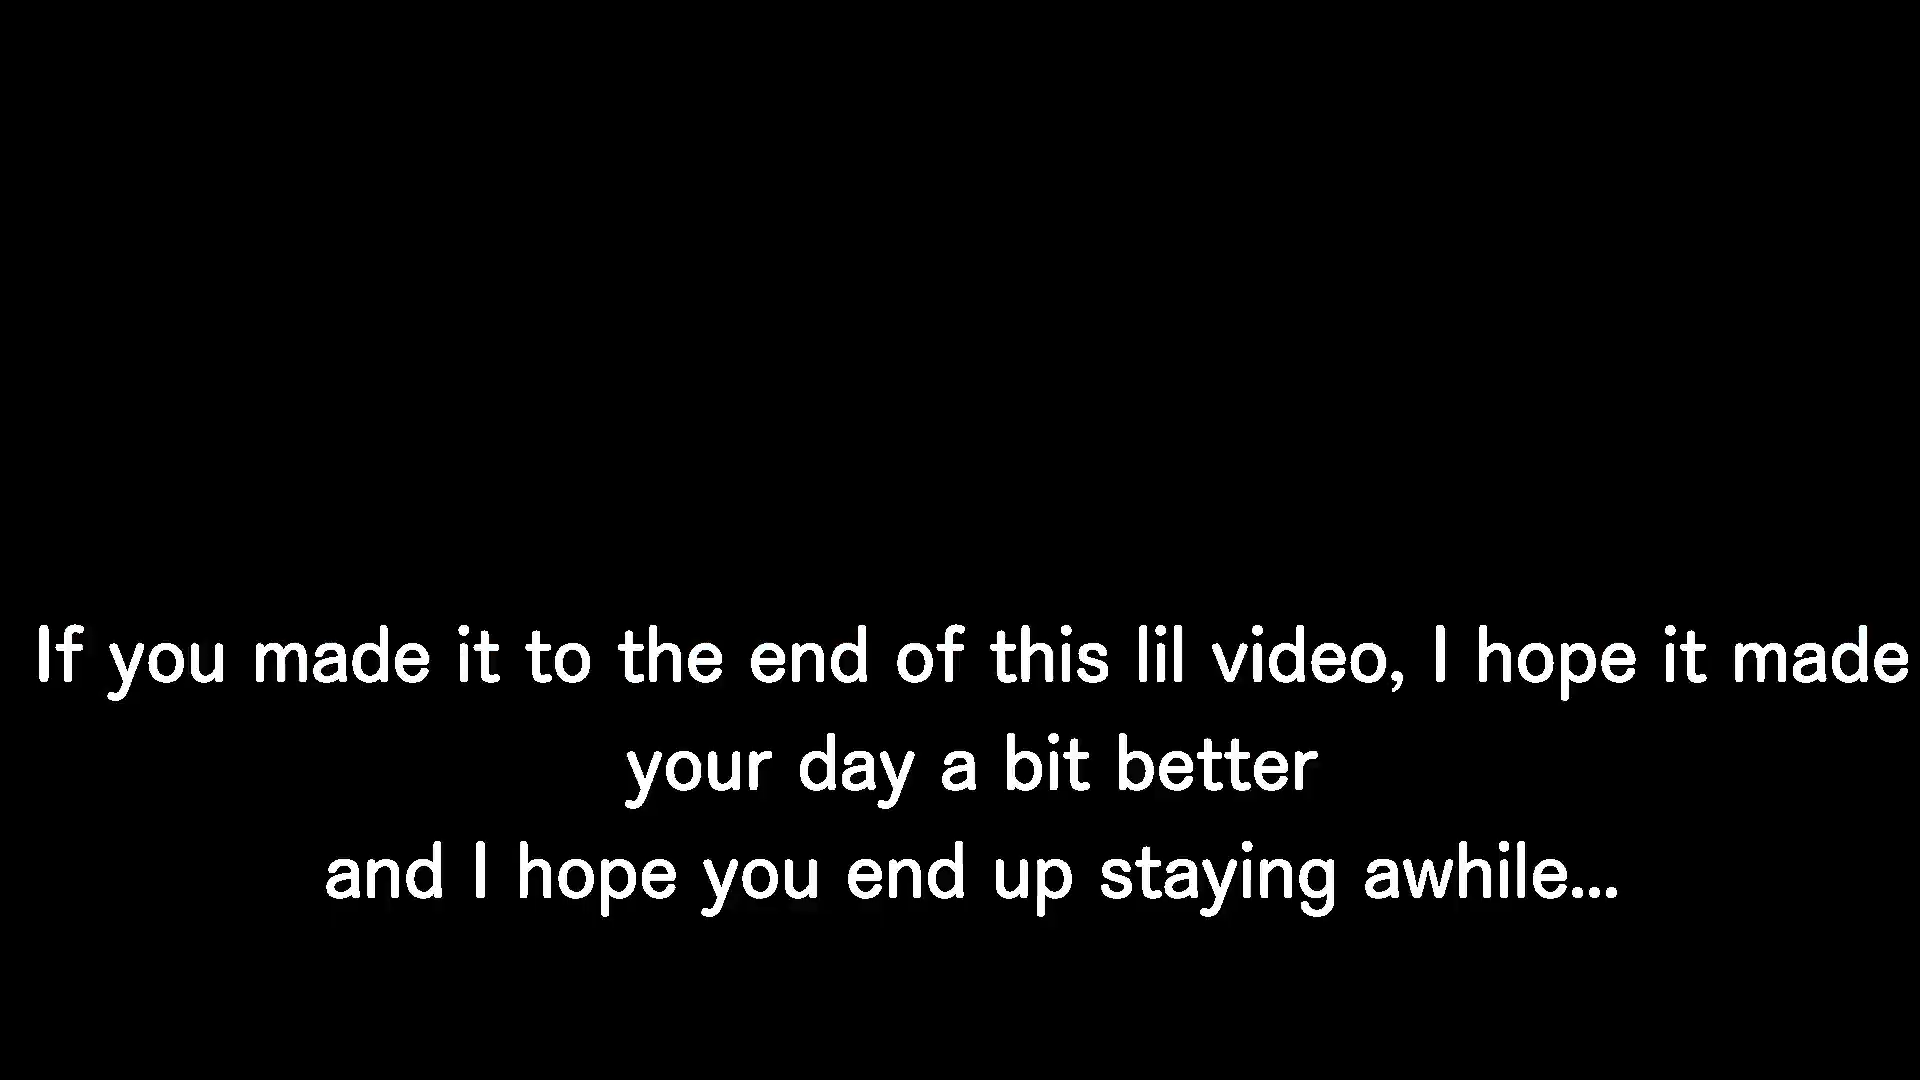 If you made it to the end of this lil video, I hope it made
your day a bit better
and I hope you end up staying awhile...